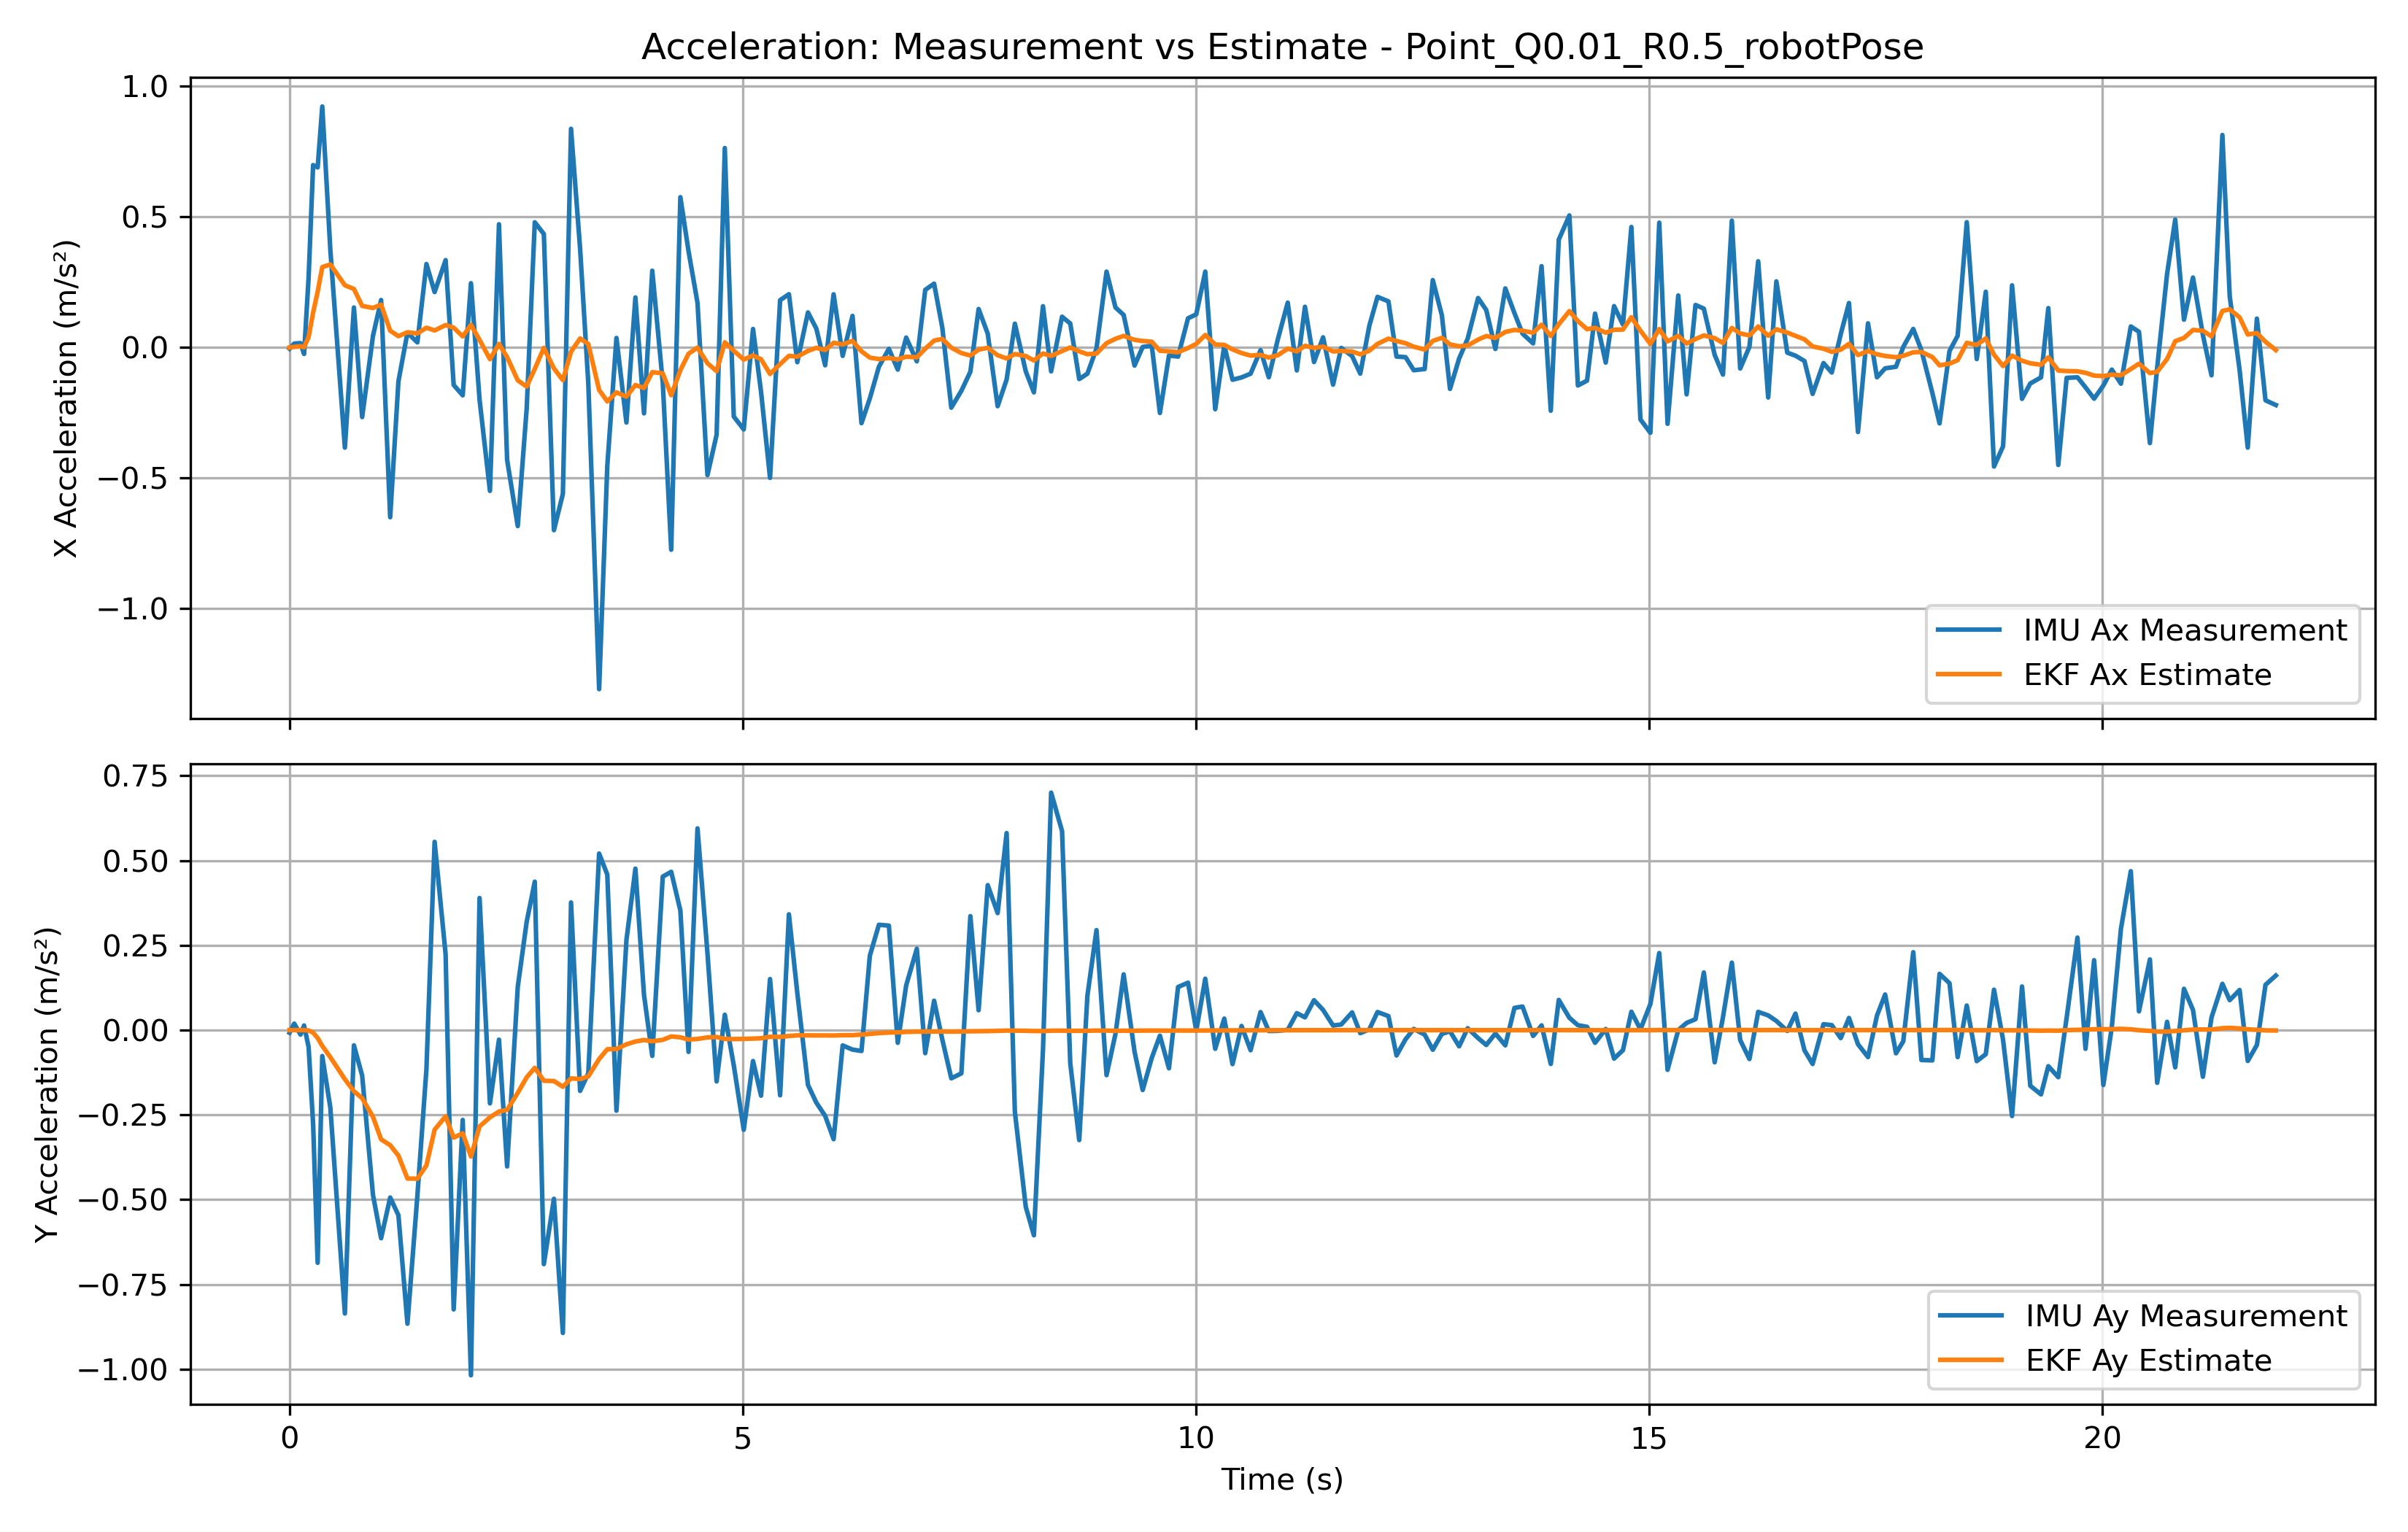 Acceleration: Measurement vs Estimate - Point_Q0.01_R0.5_robotPose
1.0
0.5
0.0
−0.5
−1.0
X Acceleration (m/s²)
IMU Ax Measurement
EKF Ax Estimate
0.75
0.50
0.25
0.00
−0.25
−0.50
−0.75
−1.00
Y Acceleration (m/s²)
IMU Ay Measurement
EKF Ay Estimate
0 5 10 15 20
Time (s)